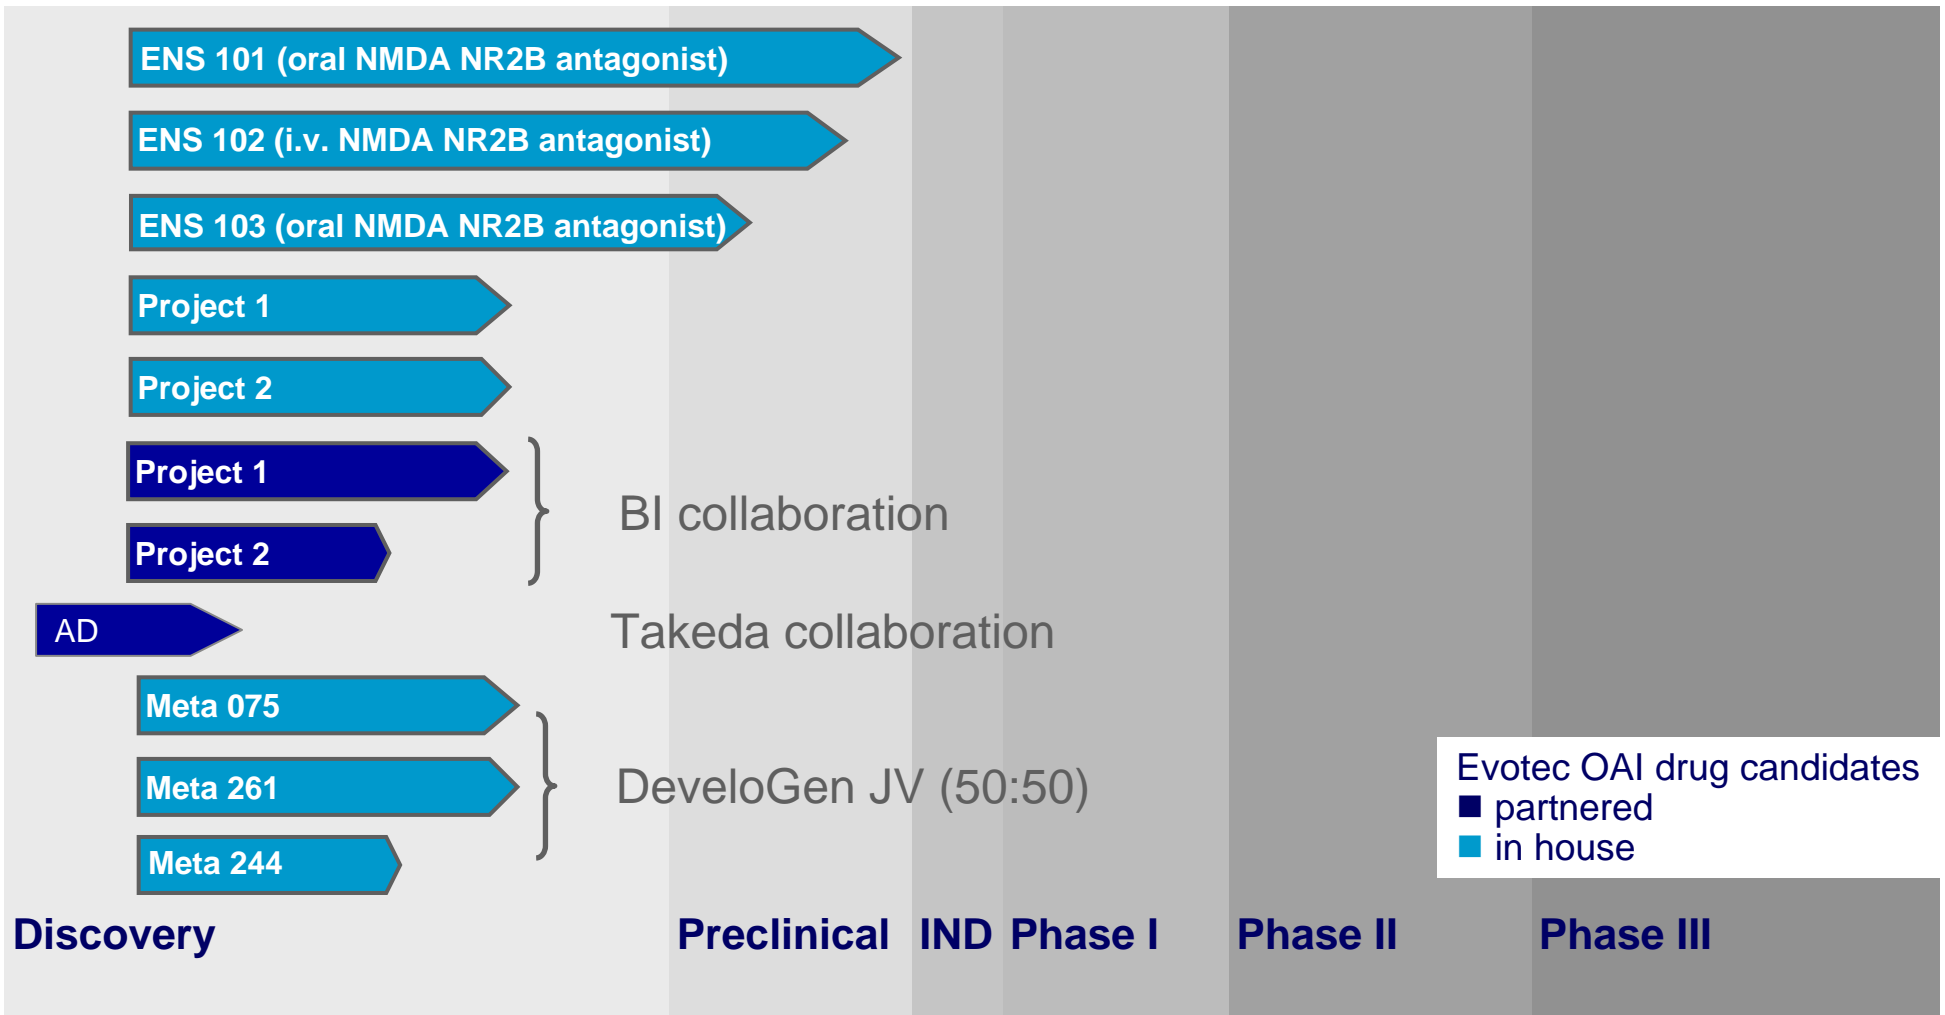 ENS 101 (oral NMDA NR2B antagonist)
ENS 102 (i.v. NMDA NR2B antagonist)
ENS 103 (oral NMDA NR2B antagonist)
Project 1
Project 2
Project 1
Project 2
BI collaboration
AD
Takeda collaboration
Meta 075
Meta 261
Meta 244
DeveloGen JV (50:50)
Evotec OAI drug candidates
partnered
in house
Discovery Preclinical IND Phase I Phase II Phase III